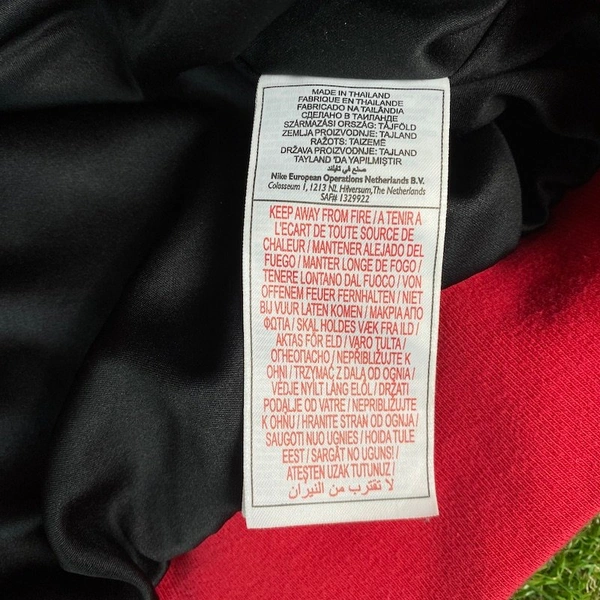 MADE IN THAILAND
FABRIQUE EN THAILANDE
FABRICADO NA TAILÂNDIA
СДЕЛАНО В ТАИЛАНДЕ
SZÁRMAZÁSI ORSZÁG: TÁJFÖLD
ZEMLJA PROIZVODNJE: TAJLAND
RAŽOTS: TAIZEMĒ
DRŽAVA PROIZVODNJE: TAJLAND
TAYLAND 'DA YAPILMIŞTIR
صنع في تايلند
Nike European Operations Netherlands B.V.
Colosseum 1, 1213 NL Hilversum, The Netherlands
SAF# 1329922
KEEP AWAY FROM FIRE / A TENIR A
L'ECART DE TOUTE SOURCE DE
CHALEUR / MANTENER ALEJADO DEL
FUEGO / MANTER LONGE DE FOGO /
TENERE LONTANO DAL FUOCO / VON
OFFENEM FEUER FERNHALTEN / NIET
BIJ VUUR LATEN KOMEN / ΜΑΚΡΙΑ ΑΠΟ
ΦΩΤΙΑ / SKAL HOLDES VÆK FRA ILD /
AKTAS FÖR ELD / VARO TULTA /
ОГНЕОПАСНО / NEPŘIBLIŽUJTE K
OHNI / TRZYMAĆ Z DALA OD OGNIA /
VÉDJE NYÍLT LÁNG ELŐL / DRŽATI
PODALJE OD VATRE / NEPRIBLIŽUJTE
K OHŇU / HRANITE STRAN OD OGNJA /
SAUGOTI NUO UGNIES / HOIDA TULE
EEST / SARGĀT NO UGUNS! /
ATEŞTEN UZAK TUTUNUZ /
لا تقترب من النيران